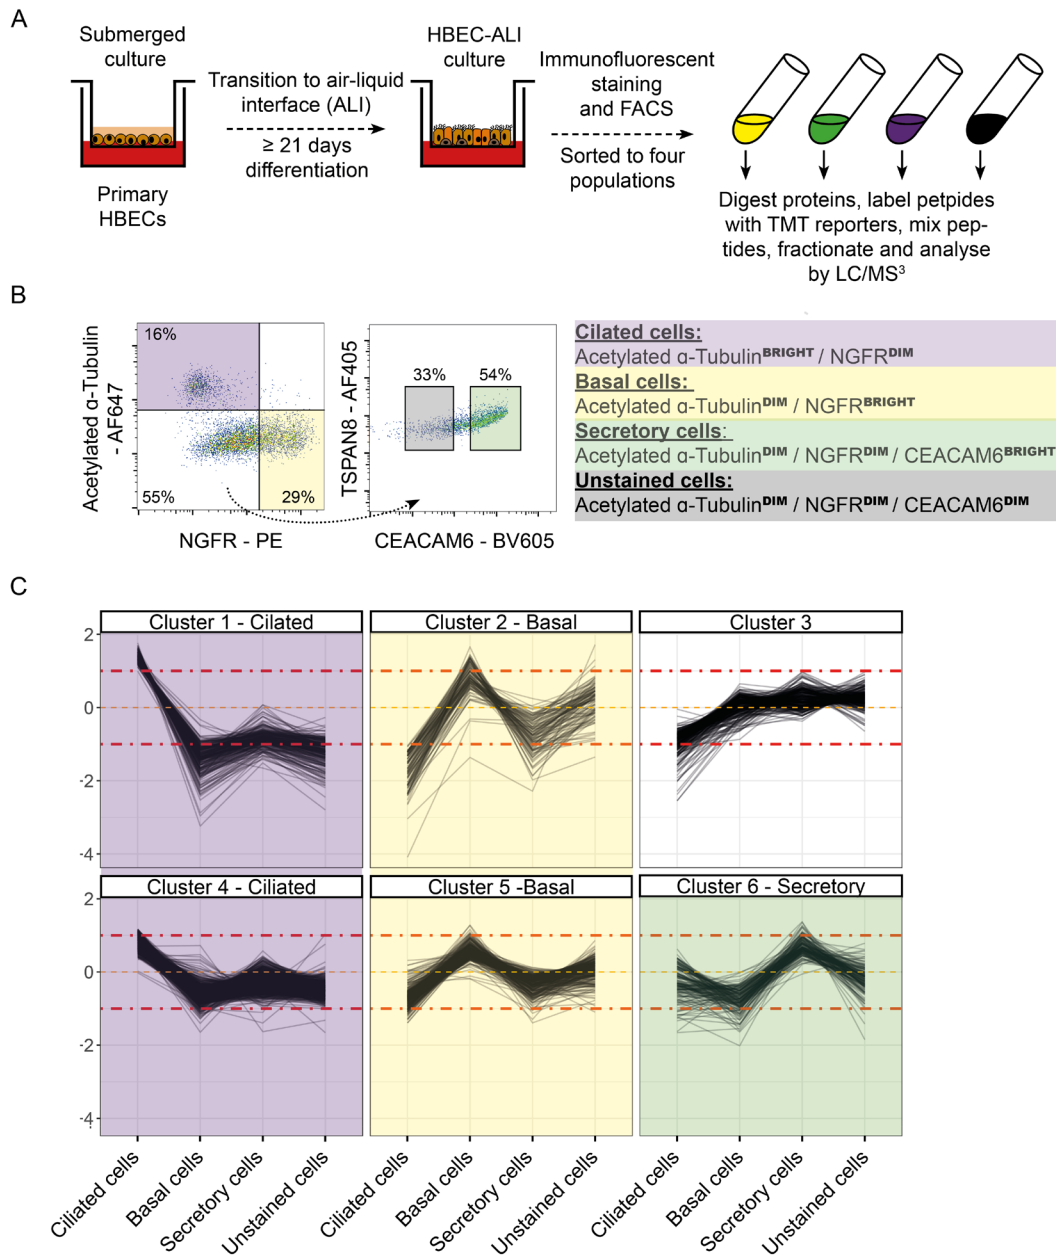 A
Submerged
culture
Primary
HBECs
Transition to air-liquid
interface (ALI)
≥ 21 days
differentiation
HBEC-ALI
culture
Immunofluorescent
staining
and FACS
Sorted to four
populations
Digest proteins, label petpides
with TMT reporters, mix pep-
tides, fractionate and analyse
by LC/MS³
B
Acetylated α-Tubulin
- AF647
16%
55%
29%
NGFR - PE
TSPAN8 - AF405
33%
54%
CEACAM6 - BV605
Cilated cells:
Acetylated α-Tubulinᴮᴿᴵᴳᴴᵀ / NGFRᴰᴵᴹ
Basal cells:
Acetylated α-Tubulinᴰᴵᴹ / NGFRᴮᴿᴵᴳᴴᵀ
Secretory cells:
Acetylated α-Tubulinᴰᴵᴹ / NGFRᴰᴵᴹ / CEACAM6ᴮᴿᴵᴳᴴᵀ
Unstained cells:
Acetylated α-Tubulinᴰᴵᴹ / NGFRᴰᴵᴹ / CEACAM6ᴰᴵᴹ
C
Cluster 1 - Cilated
Cluster 2 - Basal
Cluster 3
2
0
-2
-4
Cluster 4 - Ciliated
Cluster 5 -Basal
Cluster 6 - Secretory
2
0
-2
-4
Ciliated cells
Basal cells
Secretory cells
Unstained cells
Ciliated cells
Basal cells
Secretory cells
Unstained cells
Ciliated cells
Basal cells
Secretory cells
Unstained cells